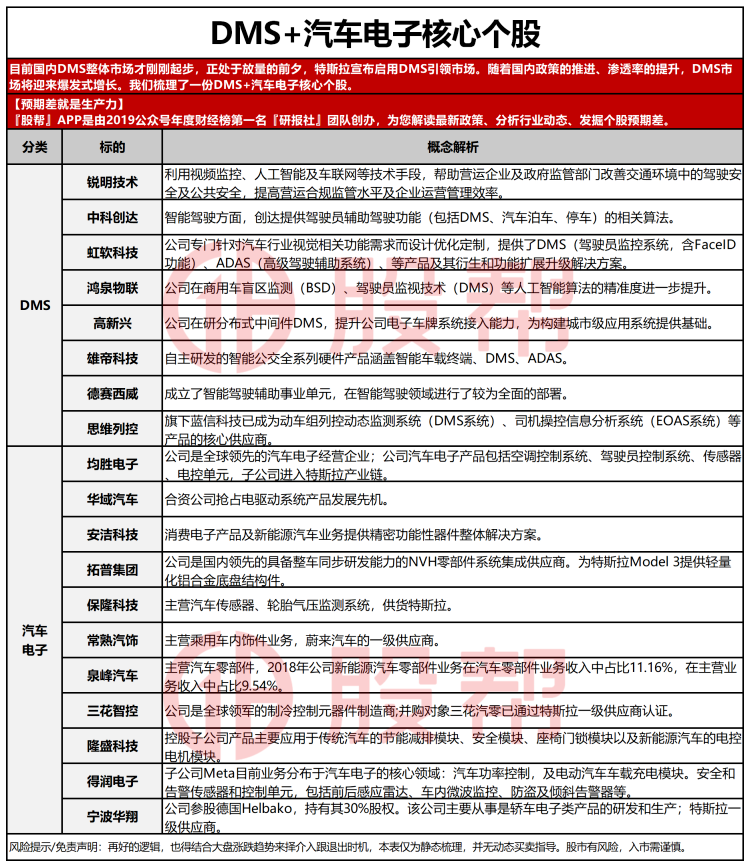 DMS+汽车电子核心个股
目前国内DMS整体市场才刚刚起步，正处于放量的前夕，特斯拉宣布启用DMS引领市场。随着国内政策的推进、渗透率的提升，DMS市
场将迎来爆发式增长。我们梳理了一份DMS+汽车电子核心个股。
【预期差就是生产力】
『股帮』APP是由2019公众号年度财经榜第一名『研报社』团队创办，为您解读最新政策、分析行业动态、发掘个股预期差。
分类 标的 概念解析
DMS
锐明技术
利用视频监控、人工智能及车联网等技术手段，帮助营运企业及政府监管部门改善交通环境中的驾驶安
全及公共安全，提高营运合规监管水平及企业运营管理效率。
中科创达
智能驾驶方面，创达提供驾驶员辅助驾驶功能（包括DMS、汽车泊车、停车）的相关算法。
虹软科技
公司专门针对汽车行业视觉相关功能需求而设计优化定制，提供了DMS（驾驶员监控系统，含FaceID
功能）、ADAS（高级驾驶辅助系统）、等产品及其衍生和功能扩展升级解决方案。
鸿泉物联
公司在商用车盲区监测（BSD）、驾驶员监视技术（DMS）等人工智能算法的精准度进一步提升。
高新兴
公司在研分布式中间件DMS，提升公司电子车牌系统接入能力，为构建城市级应用系统提供基础。
雄帝科技
自主研发的智能公交全系列硬件产品涵盖智能车载终端、DMS、ADAS。
德赛西威
成立了智能驾驶辅助事业单元，在智能驾驶领域进行了较为全面的部署。
思维列控
旗下蓝信科技已成为动车组列控动态监测系统（DMS系统）、司机操控信息分析系统（EOAS系统）等
产品的核心供应商。
汽车
电子
均胜电子
公司是全球领先的汽车电子经营企业；公司汽车电子产品包括空调控制系统、驾驶员控制系统、传感器
、电控单元，子公司进入特斯拉产业链。
华域汽车
合资公司抢占电驱动系统产品发展先机。
安洁科技
消费电子产品及新能源汽车业务提供精密功能性器件整体解决方案。
拓普集团
公司是国内领先的具备整车同步研发能力的NVH零部件系统集成供应商。为特斯拉Model 3提供轻量
化铝合金底盘结构件。
保隆科技
主营汽车传感器、轮胎气压监测系统，供货特斯拉。
常熟汽饰
主营乘用车内饰件业务，蔚来汽车的一级供应商。
泉峰汽车
主营汽车零部件，2018年公司新能源汽车零部件业务在汽车零部件业务收入中占比11.16%，在主营业
务收入中占比9.54%。
三花智控
公司是全球领军的制冷控制元器件制造商;并购对象三花汽零已通过特斯拉一级供应商认证。
隆盛科技
控股子公司产品主要应用于传统汽车的节能减排模块、安全模块、座椅门锁模块以及新能源汽车的电控
电机模块。
得润电子
子公司Meta目前业务分布于汽车电子的核心领域：汽车功率控制，及电动汽车车载充电模块。安全和
告警传感器和控制单元，包括前后感应雷达、车内微波监控、防盗及倾斜告警器等。
宁波华翔
公司参股德国Helbako，持有其30%股权。该公司主要从事是轿车电子类产品的研发和生产；特斯拉一
级供应商。
风险提示/免责声明：再好的逻辑，也得结合大盘涨跌趋势来择介入跟退出时机，本表仅为静态梳理，并无动态买卖指导。股市有风险，入市需谨慎。
股帮
股帮